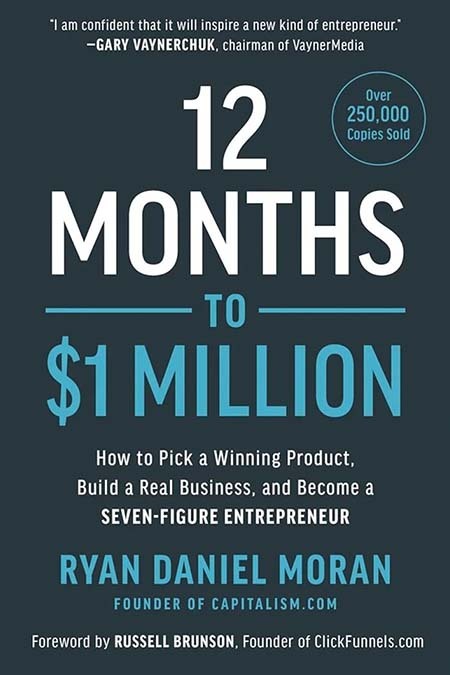 "I am confident that it will inspire a new kind of entrepreneur."
—GARY VAYNERCHUK, chairman of VaynerMedia
Over
250,000
Copies Sold
12
MONTHS
TO
$1 MILLION
How to Pick a Winning Product,
Build a Real Business, and Become a
SEVEN-FIGURE ENTREPRENEUR
RYAN DANIEL MORAN
FOUNDER OF CAPITALISM.COM
Foreword by RUSSELL BRUNSON, Founder of ClickFunnels.com